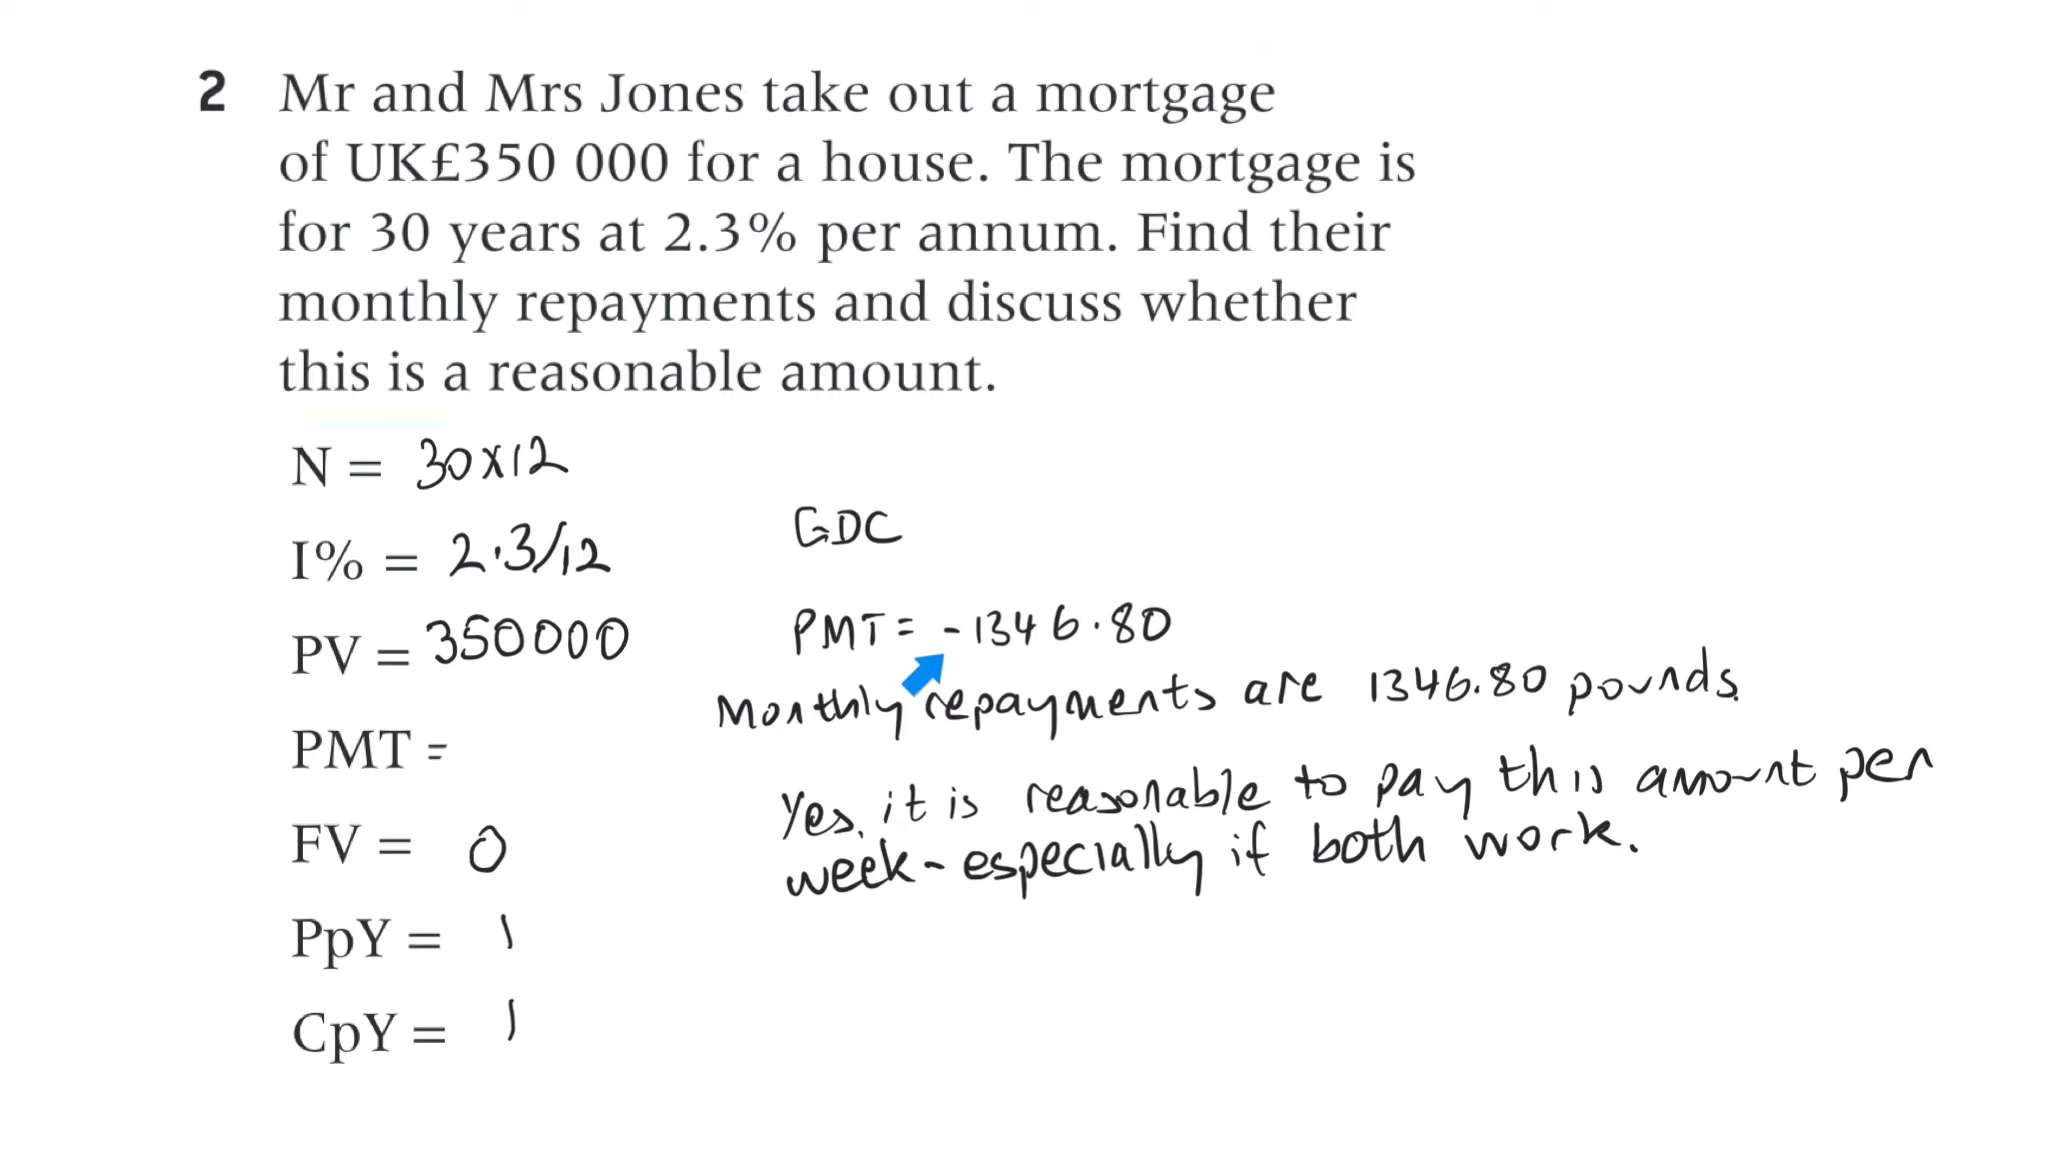 2 Mr and Mrs Jones take out a mortgage
of UK£350 000 for a house. The mortgage is
for 30 years at 2.3% per annum. Find their
monthly repayments and discuss whether
this is a reasonable amount.
N = 30x12
I% = 2.3/12
PV = 350000
PMT =
FV = 0
PpY = 1
CpY = 1
GDC
PMT = -1346.80
Monthly repayments are 1346.80 pounds.
Yes, it is reasonable to pay this amount per
week - especially if both work.